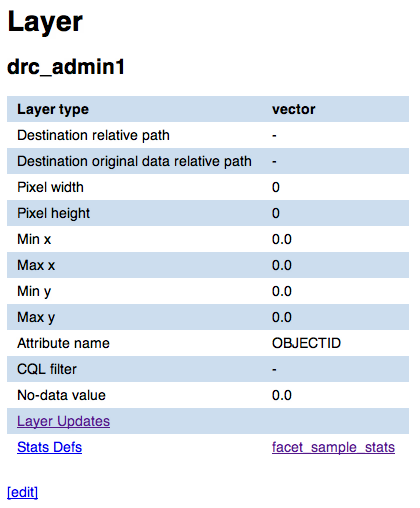 Layer
drc_admin1
Layer type vector
Destination relative path -
Destination original data relative path -
Pixel width 0
Pixel height 0
Min x 0.0
Max x 0.0
Min y 0.0
Max y 0.0
Attribute name OBJECTID
CQL filter -
No-data value 0.0
Layer Updates
Stats Defs facet_sample_stats
[edit]